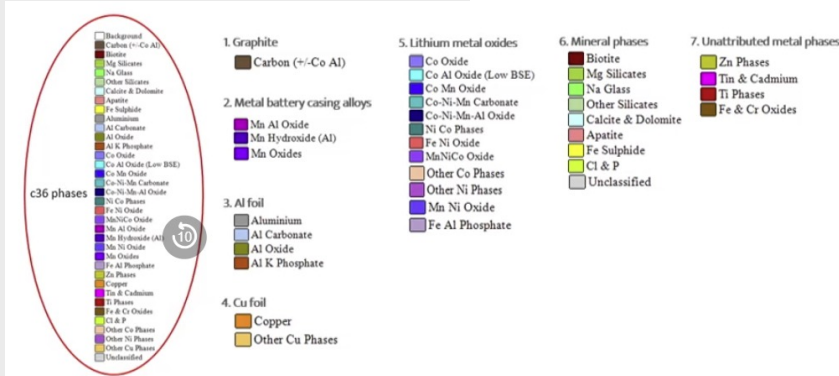 c36 phases
Background
Carbon (+/-Co Al)
Biotite
Mg Silicates
Na Glass
Other Silicates
Calcite & Dolomite
Apatite
Fe Sulphide
Aluminium
Al Carbonate
Al Oxide
Al K Phosphate
Co Oxide
Co Al Oxide (Low BSE)
Co Mn Oxide
Co-Ni-Mn Carbonate
Co-Ni-Mn-Al Oxide
Ni Co Phases
Fe Ni Oxide
MnNiCo Oxide
Mn Al Oxide
Mn Hydroxide (Al)
Mn Ni Oxide
Mn Oxides
Fe Al Phosphate
Zn Phases
Copper
Tin & Cadmium
Ti Phases
Fe & Cr Oxides
Cl & P
Other Co Phases
Other Ni Phases
Other Cu Phases
Unclassified
10
1. Graphite
Carbon (+/-Co Al)
2. Metal battery casing alloys
Mn Al Oxide
Mn Hydroxide (Al)
Mn Oxides
3. Al foil
Aluminium
Al Carbonate
Al Oxide
Al K Phosphate
4. Cu foil
Copper
Other Cu Phases
5. Lithium metal oxides
Co Oxide
Co Al Oxide (Low BSE)
Co Mn Oxide
Co-Ni-Mn Carbonate
Co-Ni-Mn-Al Oxide
Ni Co Phases
Fe Ni Oxide
MnNiCo Oxide
Other Co Phases
Other Ni Phases
Mn Ni Oxide
Fe Al Phosphate
6. Mineral phases
Biotite
Mg Silicates
Na Glass
Other Silicates
Calcite & Dolomite
Apatite
Fe Sulphide
Cl & P
Unclassified
7. Unattributed metal phases
Zn Phases
Tin & Cadmium
Ti Phases
Fe & Cr Oxides